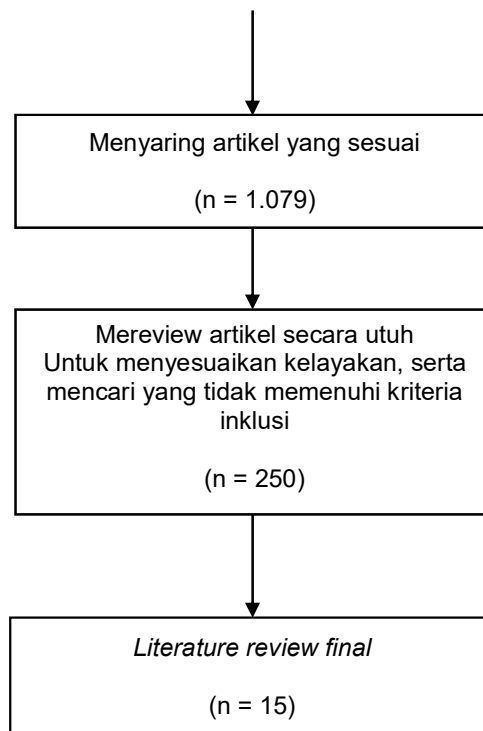 Menyaring artikel yang sesuai
(n = 1.079)
Mereview artikel secara utuh
Untuk menyesuaikan kelayakan, serta
mencari yang tidak memenuhi kriteria
inklusi
(n = 250)
Literature review final
(n = 15)